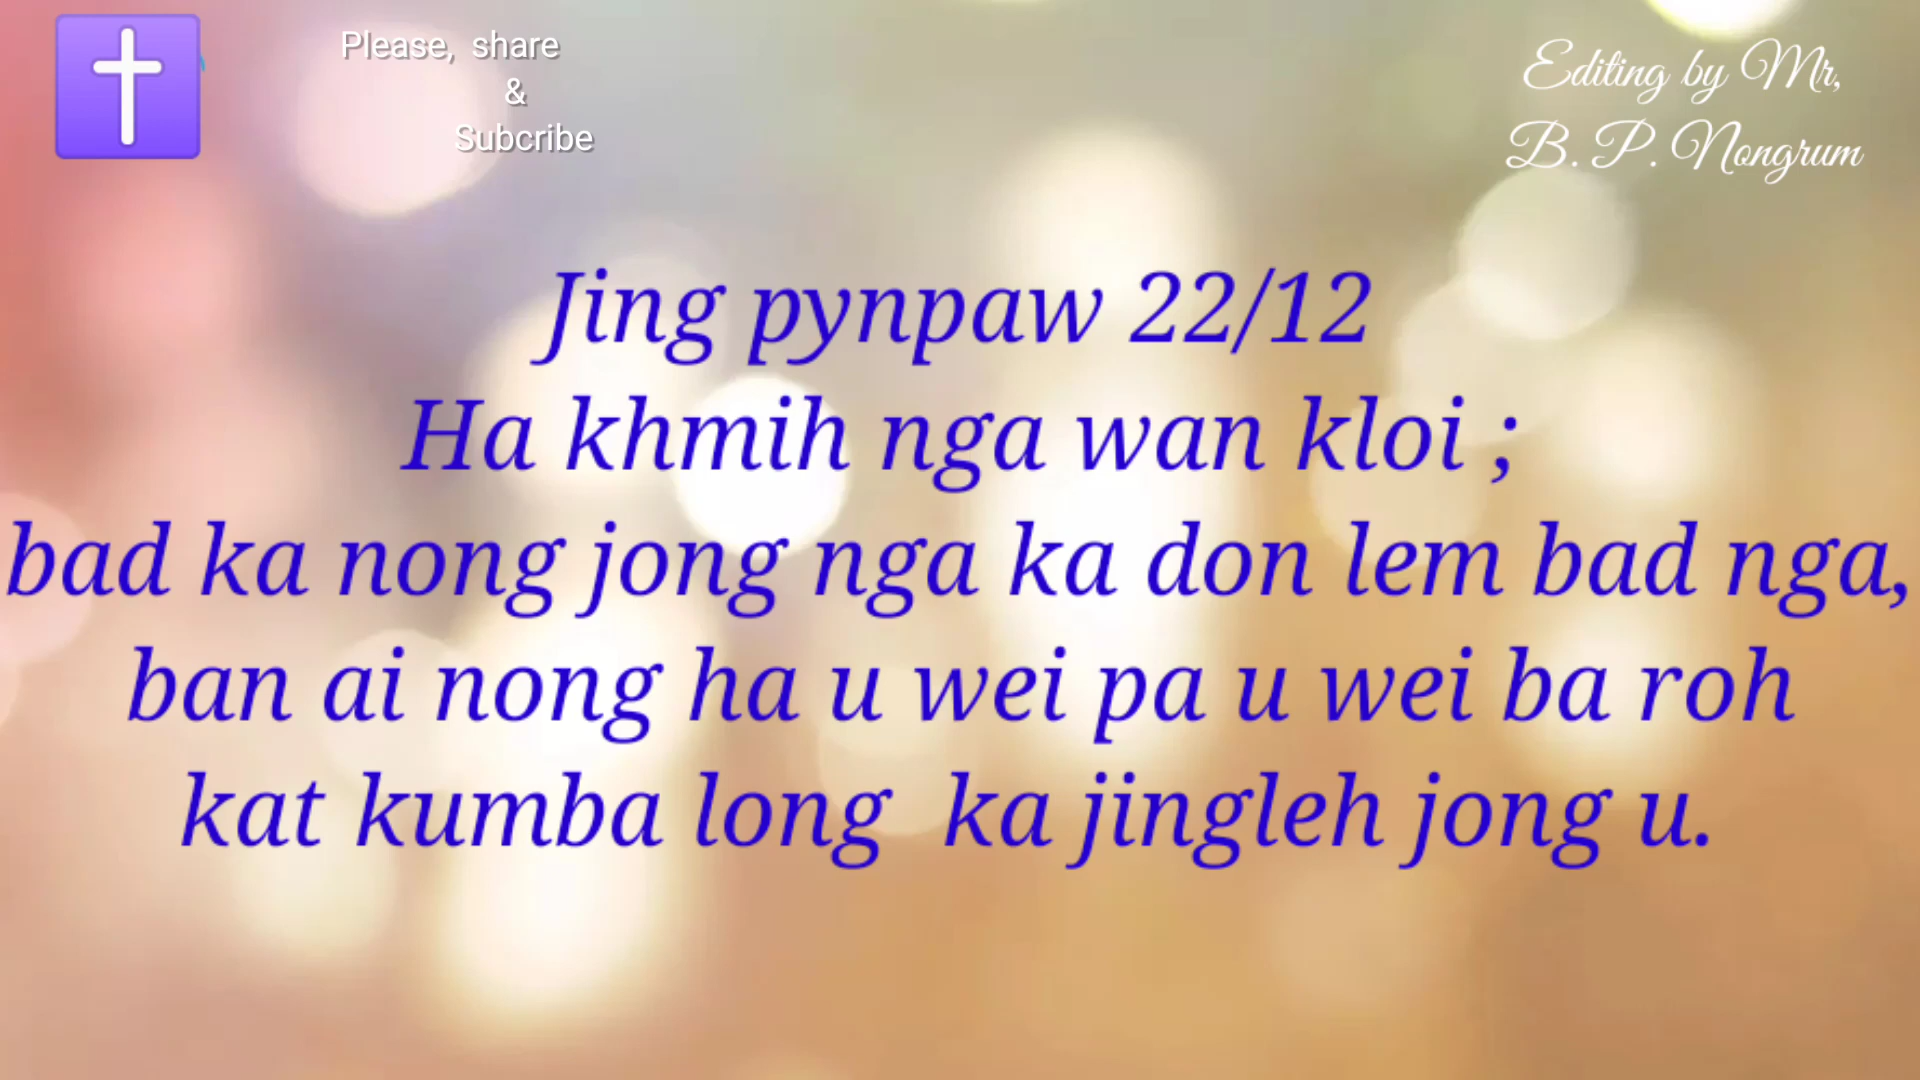 Please, share
&
Subcribe
Editing by Mr,
B. P. Nongrum
Jing pynpaw 22/12
Ha khmih nga wan kloi ;
bad ka nong jong nga ka don lem bad nga,
ban ai nong ha u wei pa u wei ba roh
kat kumba long ka jingleh jong u.